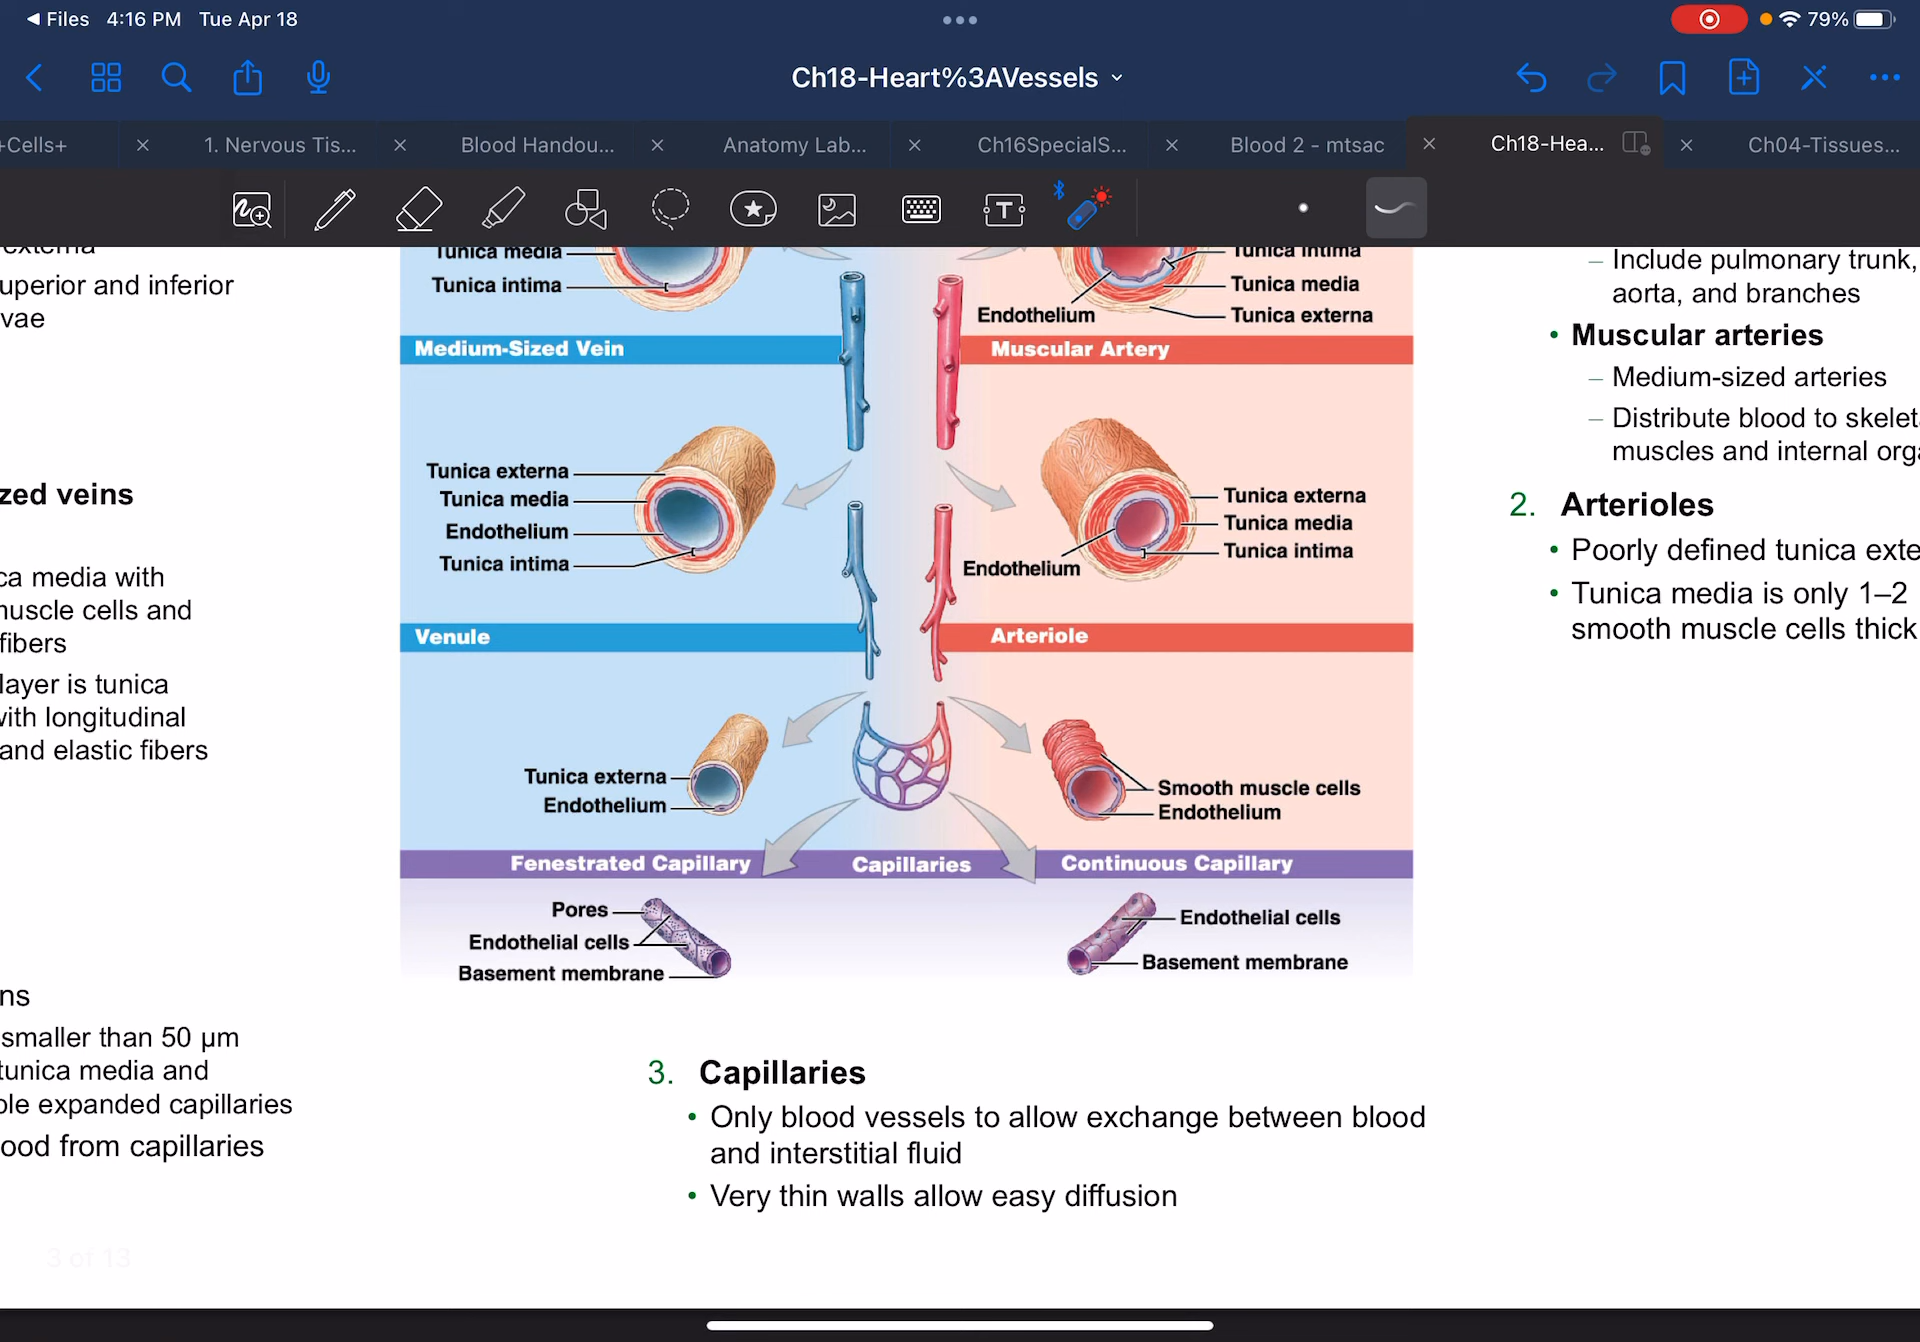 Files 4:16 PM Tue Apr 18
79%
Ch18-Heart%3AVessels
+Cells+
1. Nervous Tis...
Blood Handou...
Anatomy Lab...
Ch16SpecialS...
Blood 2 - mtsac
Ch18-Hea...
Ch04-Tissues...
T
externa
uperior and inferior
vae
zed veins
ca media with
nuscle cells and
fibers
layer is tunica
with longitudinal
and elastic fibers
ns
smaller than 50 µm
tunica media and
ole expanded capillaries
ood from capillaries
Tunica media
Tunica intima
Tunica intima
Tunica media
Endothelium
Tunica externa
Medium-Sized Vein
Muscular Artery
Tunica externa
Tunica media
Endothelium
Tunica intima
Tunica externa
Tunica media
Tunica intima
Endothelium
Venule
Arteriole
Tunica externa
Endothelium
Smooth muscle cells
Endothelium
Fenestrated Capillary
Capillaries
Continuous Capillary
Pores
Endothelial cells
Basement membrane
Endothelial cells
Basement membrane
3. Capillaries
• Only blood vessels to allow exchange between blood
and interstitial fluid
• Very thin walls allow easy diffusion
– Include pulmonary trunk,
aorta, and branches
• Muscular arteries
– Medium-sized arteries
– Distribute blood to skelet
muscles and internal orga
2. Arterioles
• Poorly defined tunica exte
• Tunica media is only 1–2
smooth muscle cells thick
3 of 13